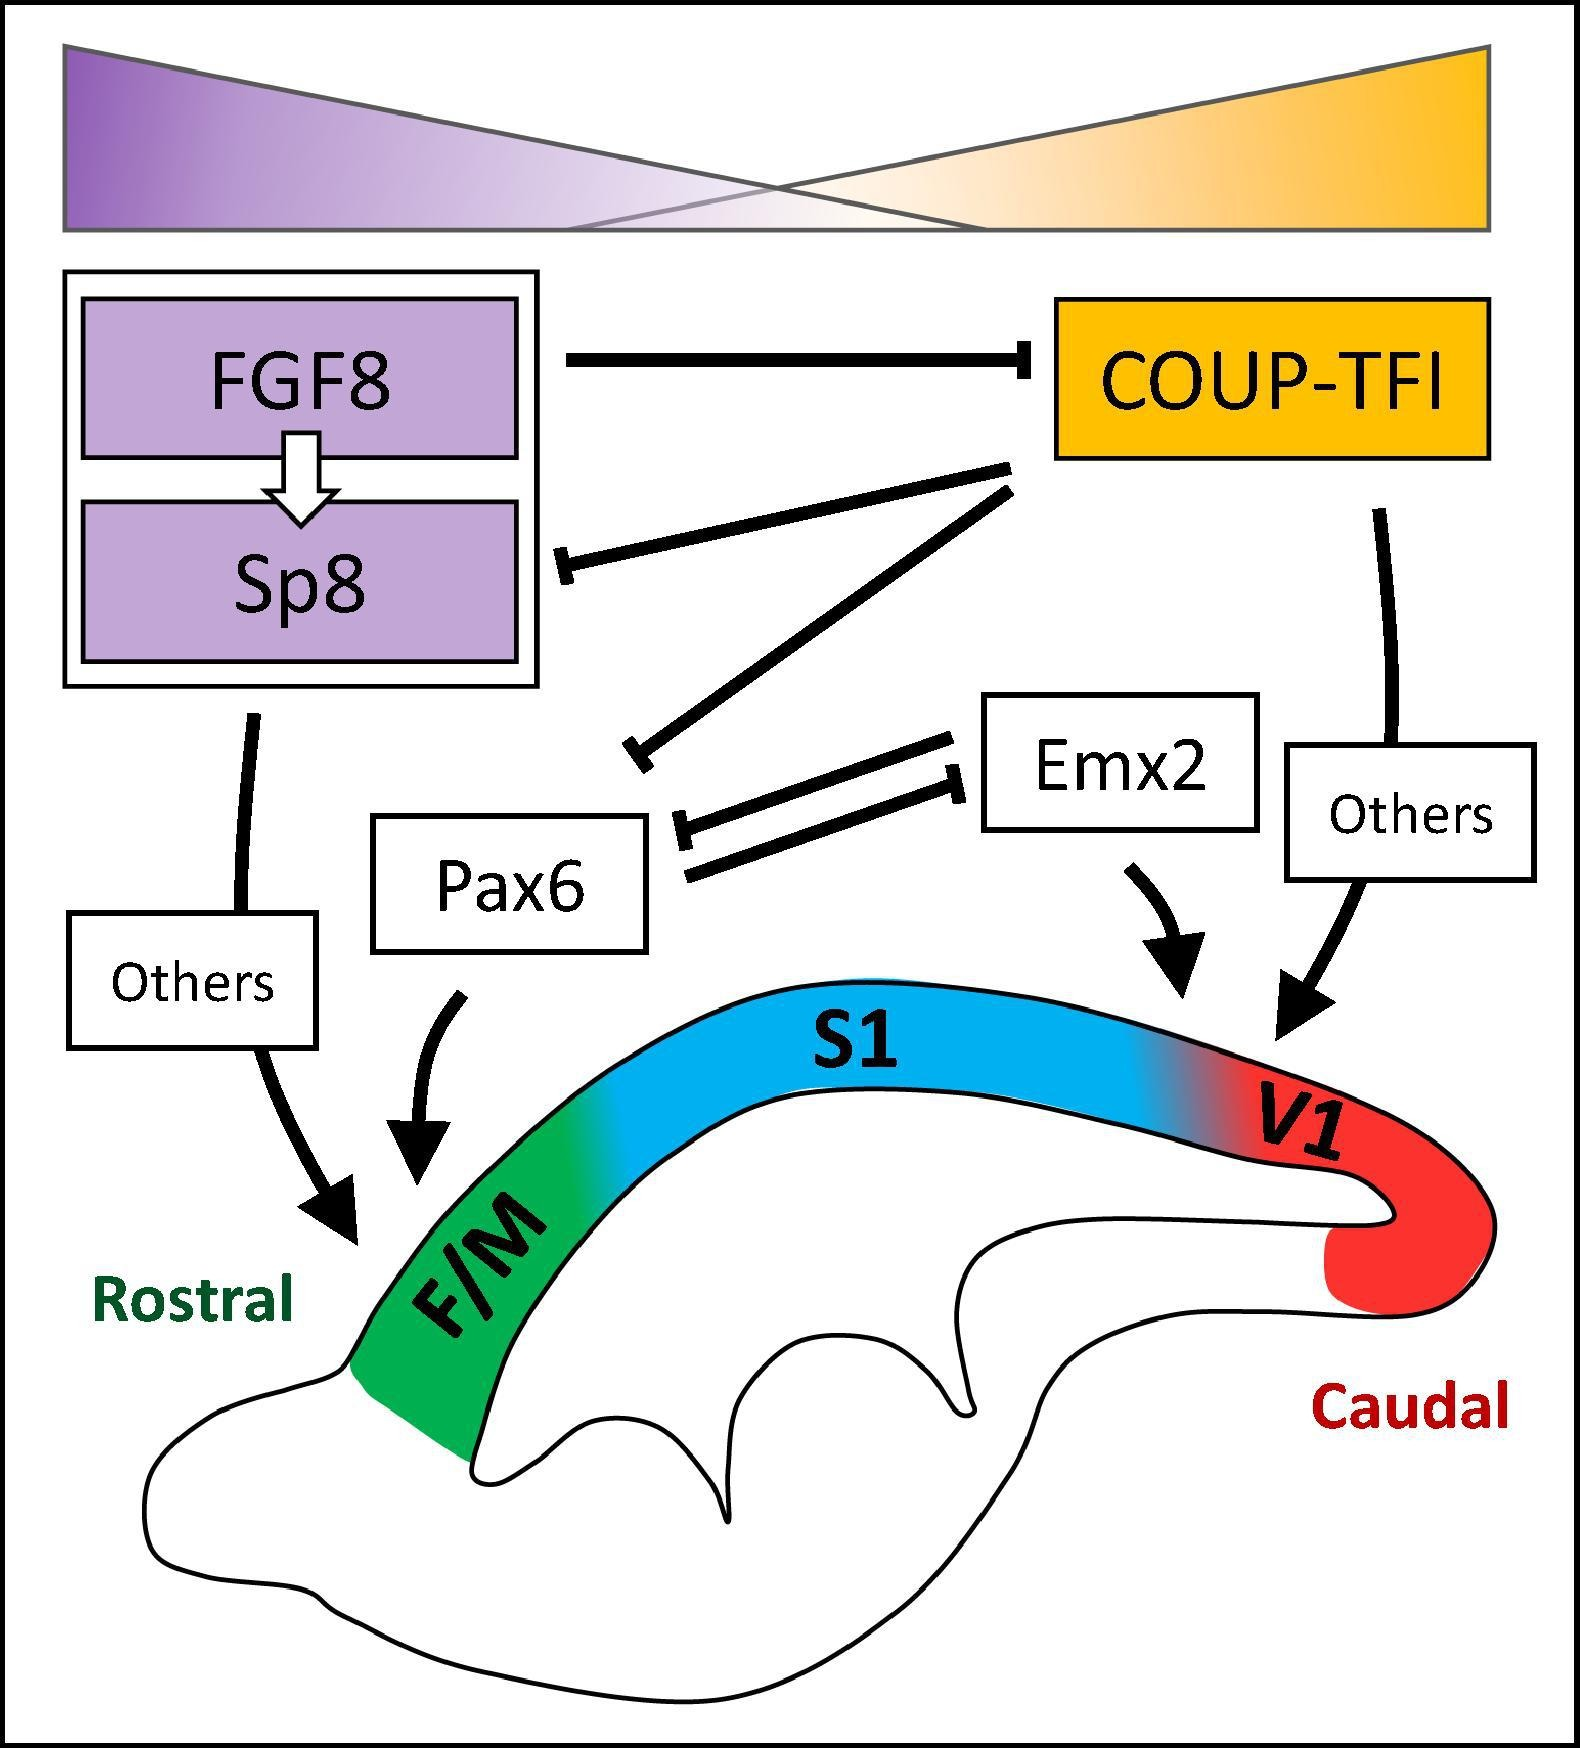 FGF8
COUP-TFI
Sp8
Emx2
Others
Pax6
Others
S1
V1
F/M
Rostral
Caudal